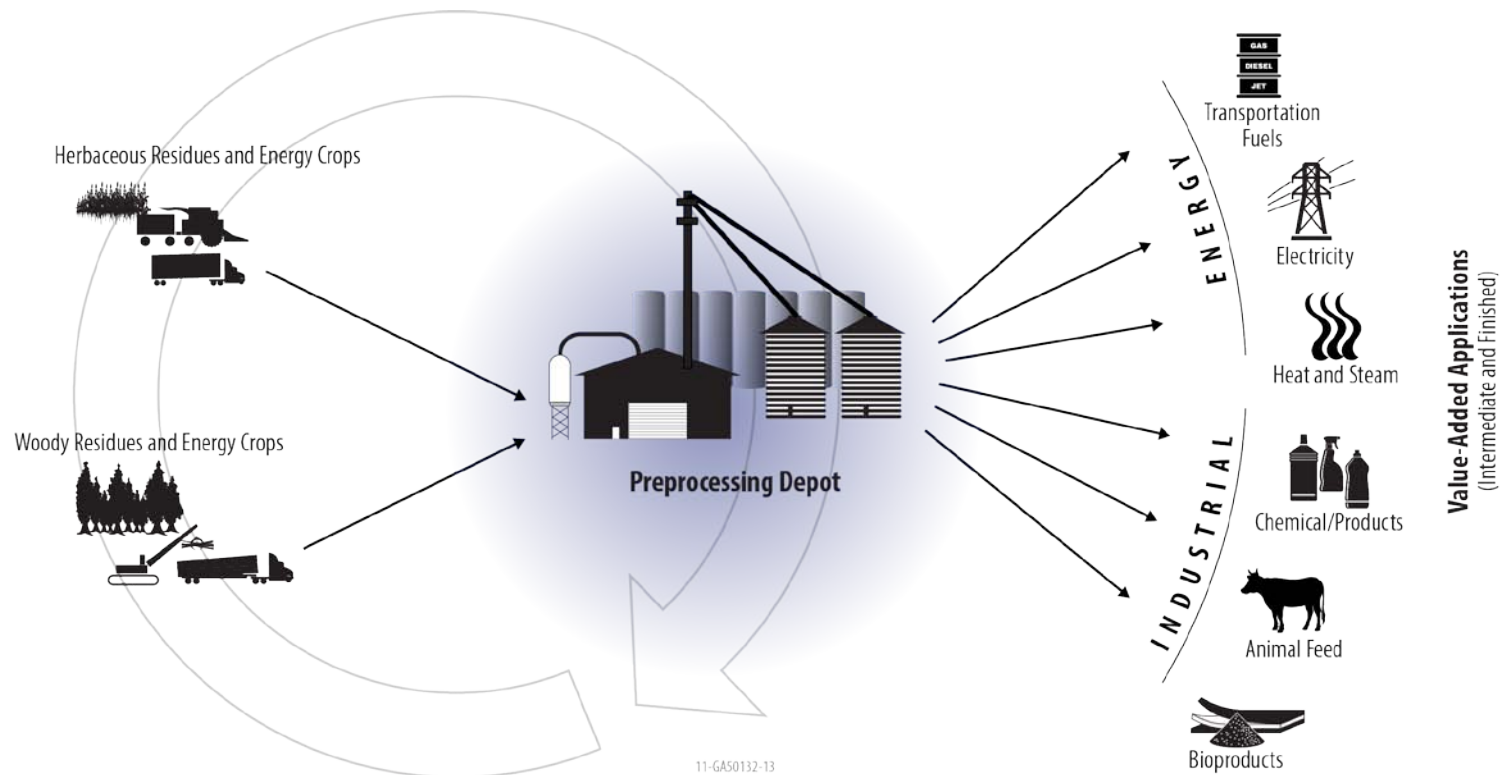 Herbaceous Residues and Energy Crops
Woody Residues and Energy Crops
Preprocessing Depot
ENERGY
INDUSTRIAL
GAS
DIESEL
JET
Transportation
Fuels
Electricity
Heat and Steam
Chemical/Products
Animal Feed
Bioproducts
Value-Added Applications
(Intermediate and Finished)
11-GA50132-13